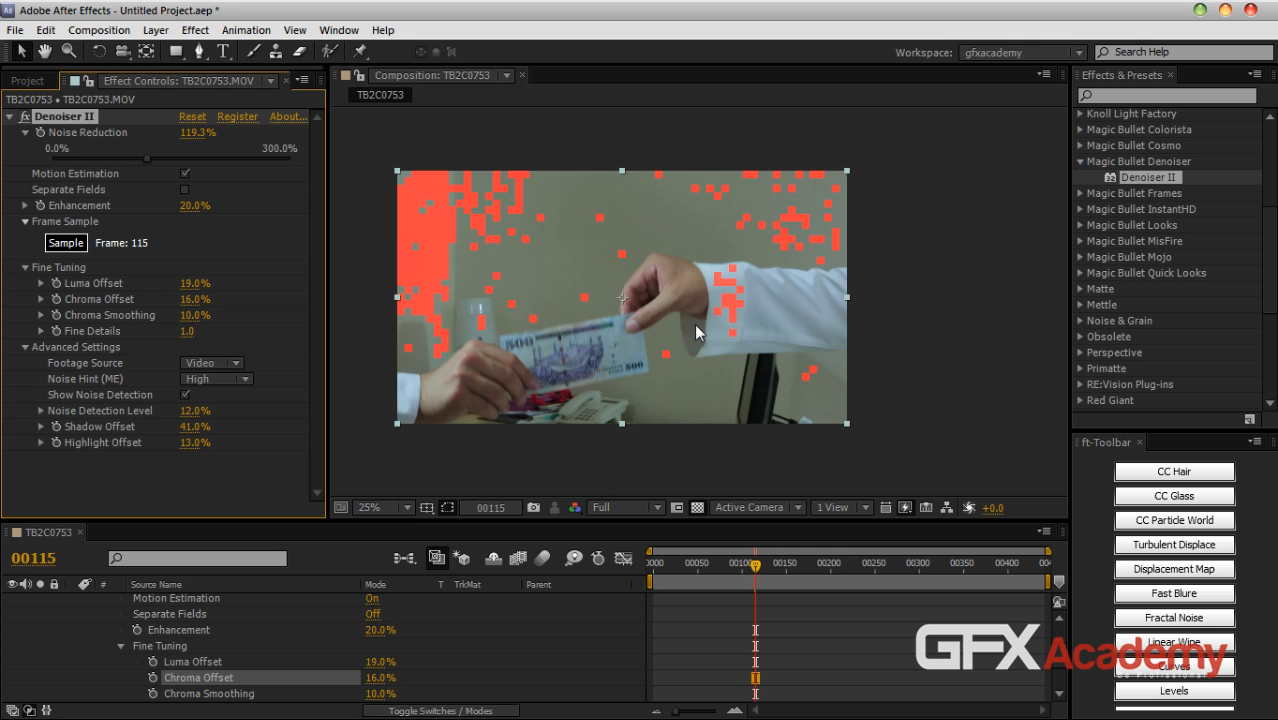 Adobe After Effects - Untitled Project.aep *
File Edit Composition Layer Effect Animation View Window Help
Workspace: gfxacademy Search Help
Project Effect Controls: TB2C0753.MOV
TB2C0753 • TB2C0753.MOV
fx Denoiser II Reset Register About...
Noise Reduction 119.3%
0.0% 300.0%
Motion Estimation
Separate Fields
Enhancement 20.0%
Frame Sample
Sample Frame: 115
Fine Tuning
Luma Offset 19.0%
Chroma Offset 16.0%
Chroma Smoothing 10.0%
Fine Details 1.0
Advanced Settings
Footage Source Video
Noise Hint (ME) High
Show Noise Detection
Noise Detection Level 12.0%
Shadow Offset 41.0%
Highlight Offset 13.0%
Composition: TB2C0753
TB2C0753
500
500
25% 00115 Full Active Camera 1 View +0.0
Effects & Presets
Knoll Light Factory
Magic Bullet Colorista
Magic Bullet Cosmo
Magic Bullet Denoiser
32 Denoiser II
Magic Bullet Frames
Magic Bullet InstantHD
Magic Bullet Looks
Magic Bullet MisFire
Magic Bullet Mojo
Magic Bullet Quick Looks
Matte
Mettle
Noise & Grain
Obsolete
Perspective
Primatte
RE:Vision Plug-ins
Red Giant
ft-Toolbar
CC Hair
CC Glass
CC Particle World
Turbulent Displace
Displacement Map
Fast Blure
Fractal Noise
Linear Wipe
Curves
Levels
TB2C0753
00115
0000 00050 00100 00150 00200 00250 00300 00350 00400
# Source Name Mode T TrkMat Parent
Motion Estimation On
Separate Fields Off
Enhancement 20.0%
Fine Tuning
Luma Offset 19.0%
Chroma Offset 16.0%
Chroma Smoothing 10.0%
Toggle Switches / Modes
GFXAcademy